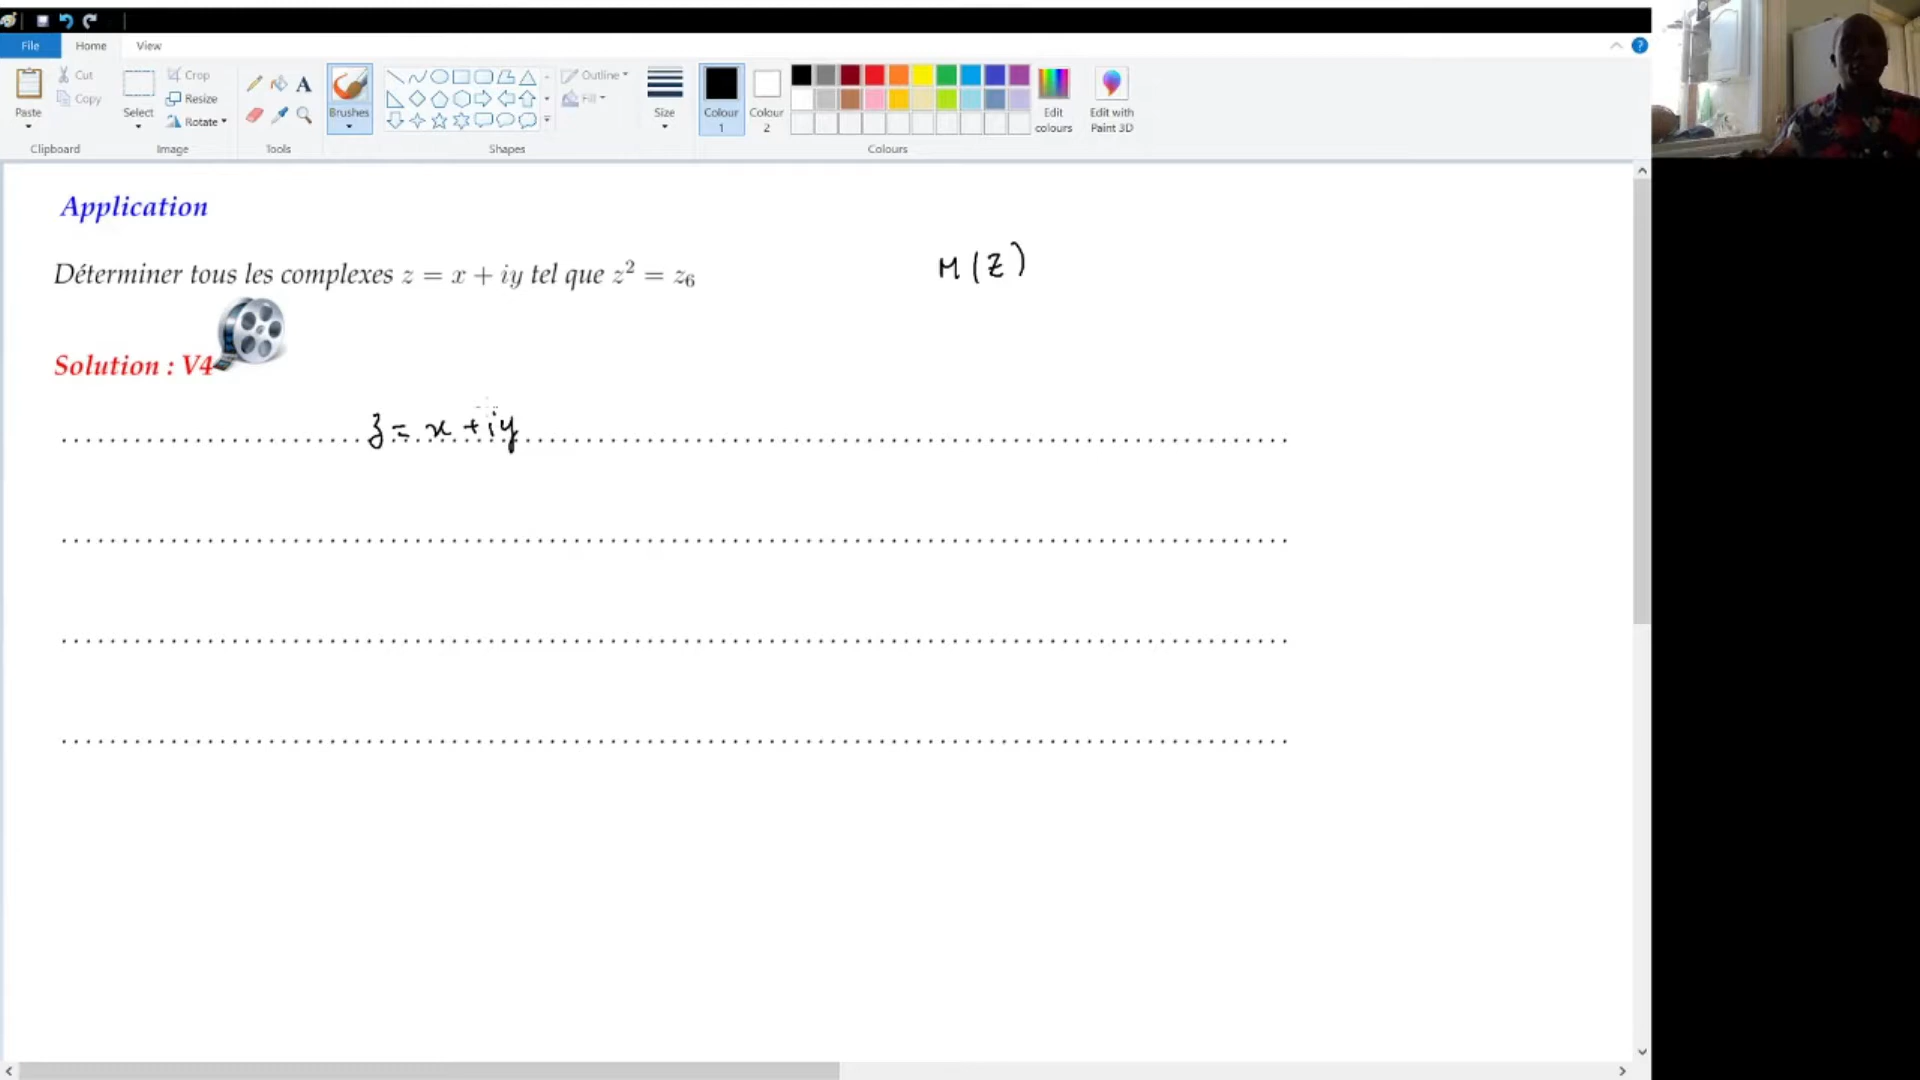 File Home View
Paste
Cut
Copy
Clipboard
Select
Crop
Resize
Rotate
Image
A
Tools
Brushes
Shapes
Outline
Fill
Size
Colour 1
Colour 2
Edit colours
Edit with Paint 3D
Colours
?
Application
Déterminer tous les complexes z = x + iy tel que z² = z₆
M(Z)
Solution : V4
z = x + iy